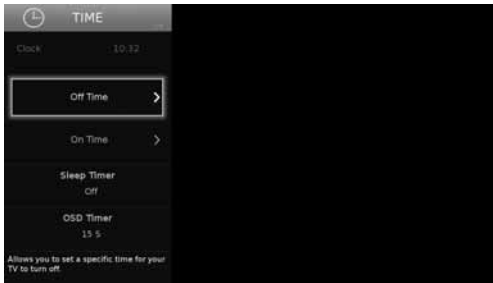 TIME
Clock 10:32
Off Time
On Time
Sleep Timer
Off
OSD Timer
15 S
Allows you to set a specific time for your
TV to turn off.